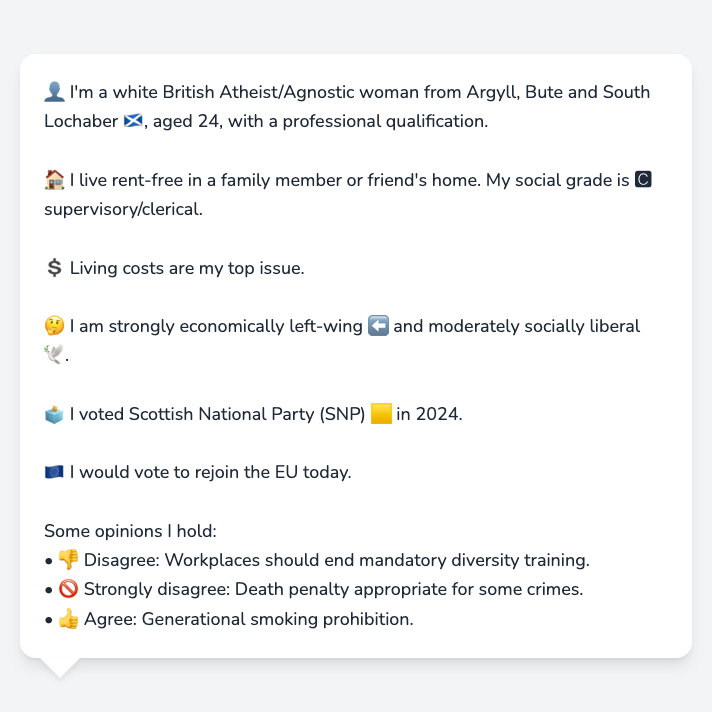 👤 I'm a white British Atheist/Agnostic woman from Argyll, Bute and South
Lochaber 🏴󠁧󠁢󠁳󠁣󠁴󠁿, aged 24, with a professional qualification.
🏠 I live rent-free in a family member or friend's home. My social grade is C
supervisory/clerical.
$ Living costs are my top issue.
🤔 I am strongly economically left-wing ⬅️ and moderately socially liberal
🕊️.
🗳️ I voted Scottish National Party (SNP) 🟨 in 2024.
🇪🇺 I would vote to rejoin the EU today.
Some opinions I hold:
• 👎 Disagree: Workplaces should end mandatory diversity training.
• 🚫 Strongly disagree: Death penalty appropriate for some crimes.
• 👍 Agree: Generational smoking prohibition.